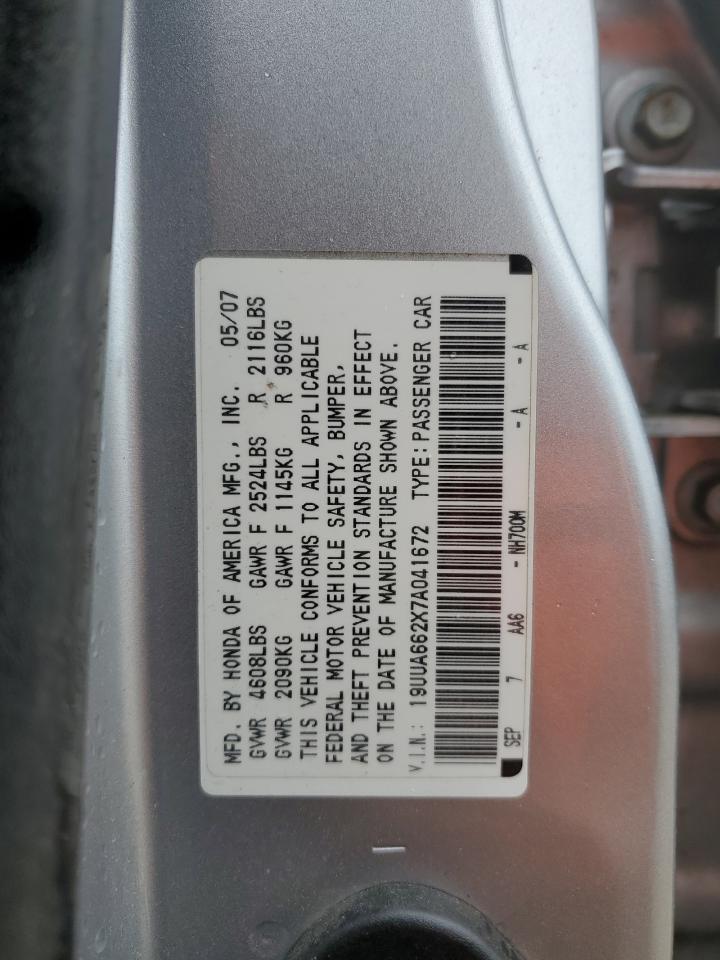 MFD. BY HONDA OF AMERICA MFG., INC. 05/07
GVWR 4608LBS GAWR F 2524LBS R 2116LBS
GVWR 2090KG GAWR F 1145KG R 960KG
THIS VEHICLE CONFORMS TO ALL APPLICABLE
FEDERAL MOTOR VEHICLE SAFETY, BUMPER,
AND THEFT PREVENTION STANDARDS IN EFFECT
ON THE DATE OF MANUFACTURE SHOWN ABOVE.
V.I.N.: 19UUA662X7A041672 TYPE: PASSENGER CAR
SEP 7 AA6 - NH700M - A - A